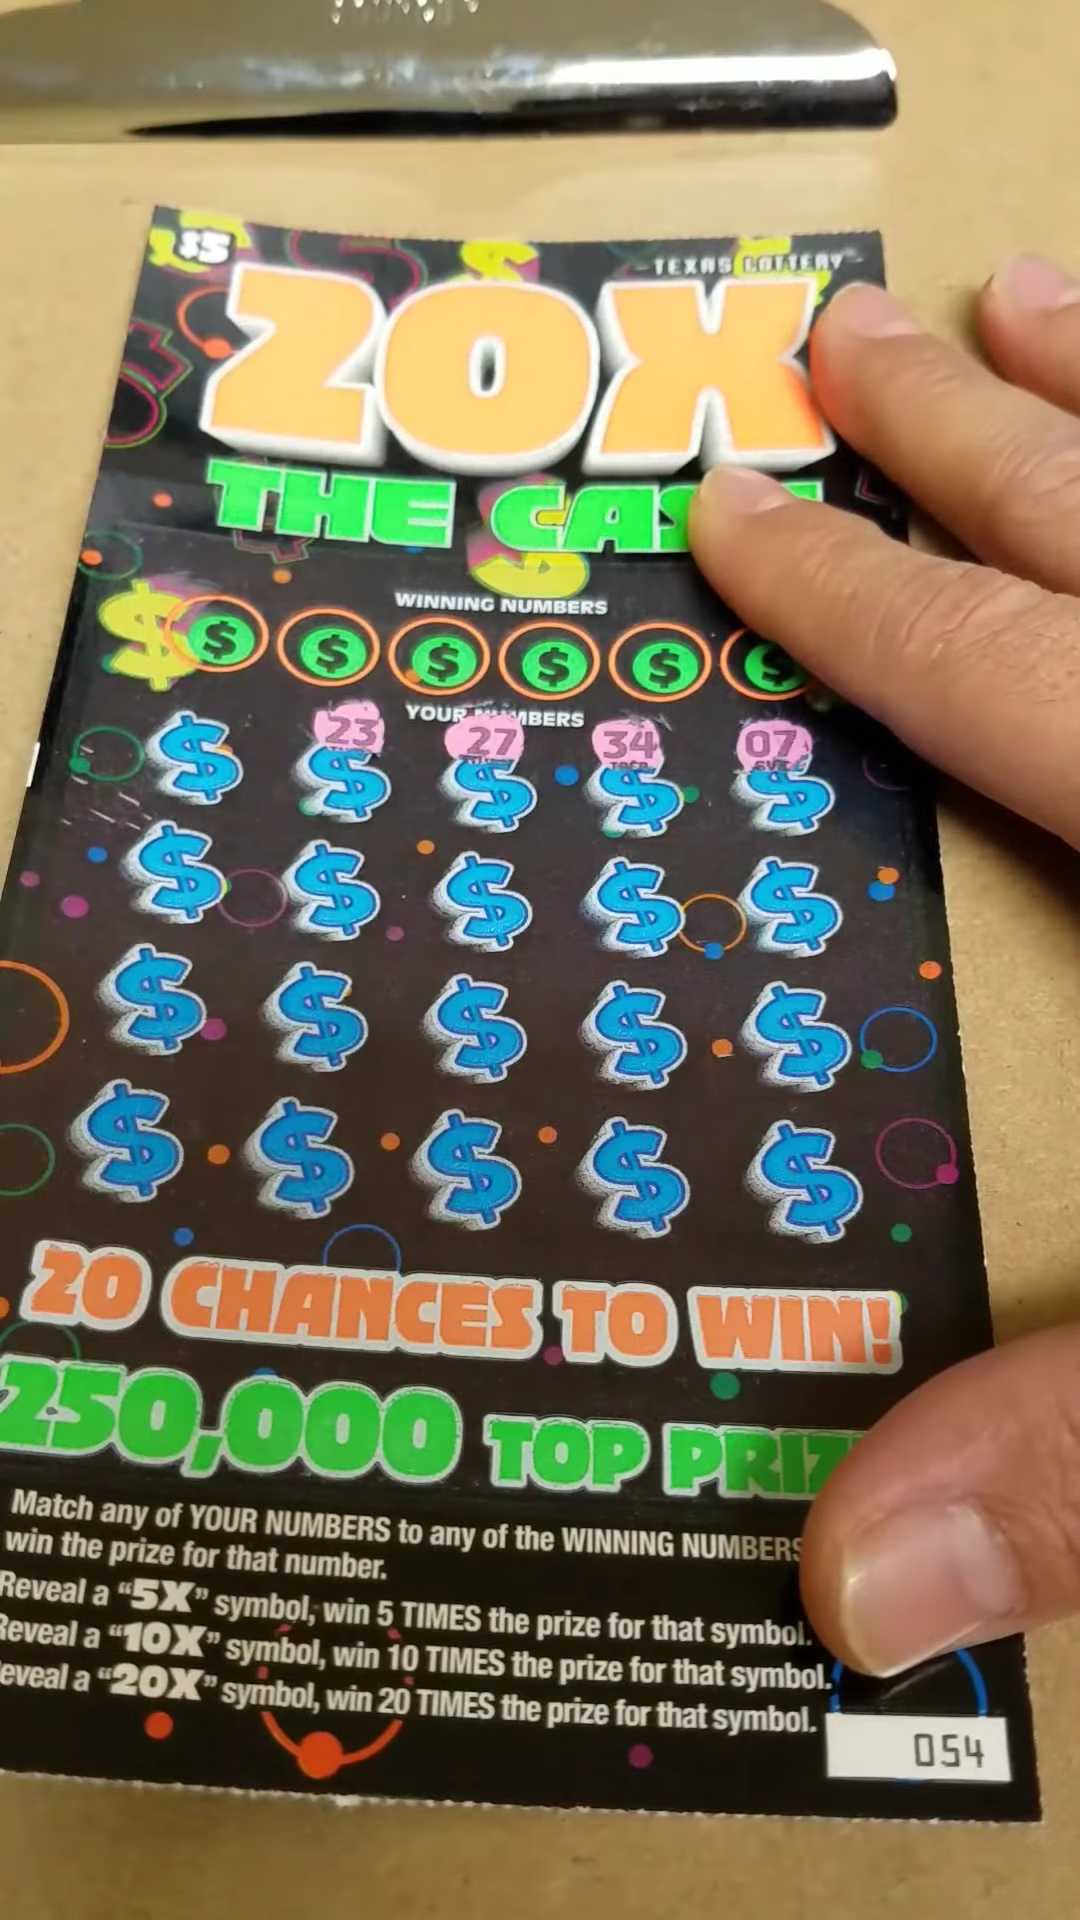 $5
TEXAS LOTTERY
20X
THE CAS
WINNING NUMBERS
YOUR NUMBERS
23 27 34 07
20 CHANCES TO WIN!
250,000 TOP PRIZ
Match any of YOUR NUMBERS to any of the WINNING NUMBERS
win the prize for that number.
Reveal a "5X" symbol, win 5 TIMES the prize for that symbol.
Reveal a "10X" symbol, win 10 TIMES the prize for that symbol.
eveal a "20X" symbol, win 20 TIMES the prize for that symbol.
054